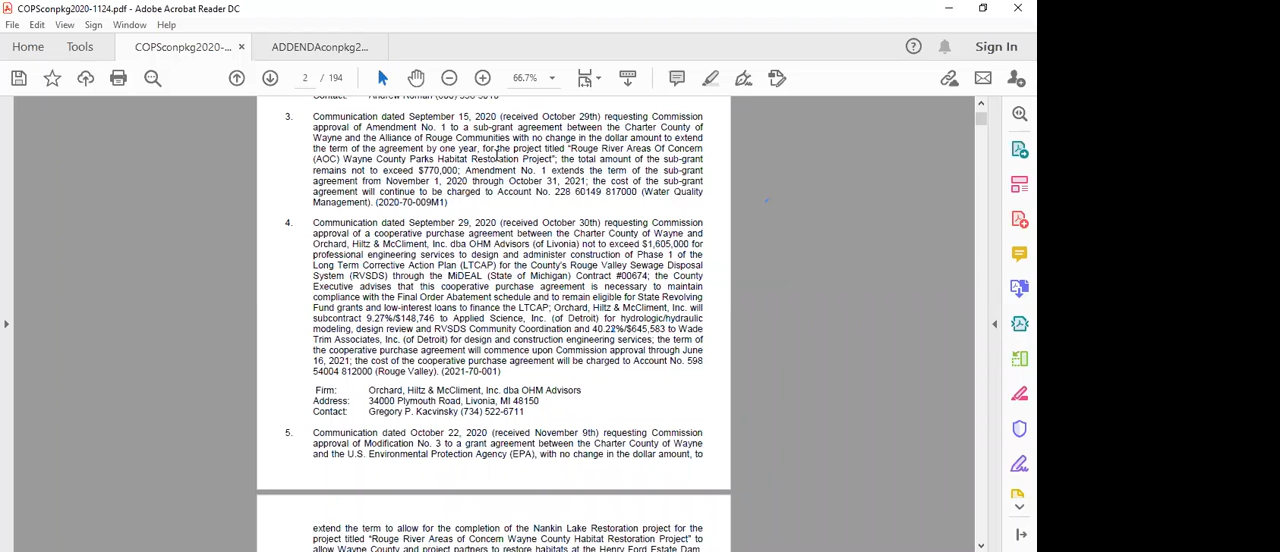 COPSconpkg2020-1124.pdf - Adobe Acrobat Reader DC
File Edit View Sign Window Help
Home Tools COPSconpkg2020-... × ADDENDAconpkg2... Sign In
2 / 194 66.7%
3. Communication dated September 15, 2020 (received October 29th) requesting Commission
approval of Amendment No. 1 to a sub-grant agreement between the Charter County of
Wayne and the Alliance of Rouge Communities with no change in the dollar amount to extend
the term of the agreement by one year, for the project titled "Rouge River Areas Of Concern
(AOC) Wayne County Parks Habitat Restoration Project"; the total amount of the sub-grant
remains not to exceed $770,000; Amendment No. 1 extends the term of the sub-grant
agreement from November 1, 2020 through October 31, 2021; the cost of the sub-grant
agreement will continue to be charged to Account No. 228 60149 817000 (Water Quality
Management). (2020-70-009M1)
4. Communication dated September 29, 2020 (received October 30th) requesting Commission
approval of a cooperative purchase agreement between the Charter County of Wayne and
Orchard, Hiltz & McCliment, Inc. dba OHM Advisors (of Livonia) not to exceed $1,605,000 for
professional engineering services to design and administer construction of Phase 1 of the
Long Term Corrective Action Plan (LTCAP) for the County's Rouge Valley Sewage Disposal
System (RVSDS) through the MiDEAL (State of Michigan) Contract #00674; the County
Executive advises that this cooperative purchase agreement is necessary to maintain
compliance with the Final Order Abatement schedule and to remain eligible for State Revolving
Fund grants and low-interest loans to finance the LTCAP; Orchard, Hiltz & McCliment, Inc. will
subcontract 9.27%/$148,746 to Applied Science, Inc. (of Detroit) for hydrologic/hydraulic
modeling, design review and RVSDS Community Coordination and 40.22%/$645,583 to Wade
Trim Associates, Inc. (of Detroit) for design and construction engineering services; the term of
the cooperative purchase agreement will commence upon Commission approval through June
16, 2021; the cost of the cooperative purchase agreement will be charged to Account No. 598
54004 812000 (Rouge Valley). (2021-70-001)
Firm: Orchard, Hiltz & McCliment, Inc. dba OHM Advisors
Address: 34000 Plymouth Road, Livonia, MI 48150
Contact: Gregory P. Kacvinsky (734) 522-6711
5. Communication dated October 22, 2020 (received November 9th) requesting Commission
approval of Modification No. 3 to a grant agreement between the Charter County of Wayne
and the U.S. Environmental Protection Agency (EPA), with no change in the dollar amount, to
extend the term to allow for the completion of the Nankin Lake Restoration project for the
project titled "Rouge River Areas of Concern Wayne County Habitat Restoration Project" to
allow Wayne County and project partners to restore habitats at the Henry Ford Estate Dam,